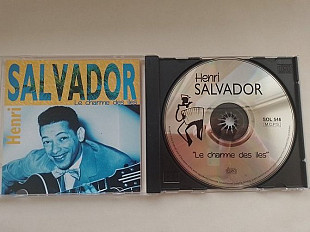 Henri
SALVADOR
Le charme des îles
Henri
SALVADOR
SOL 546
"Le charme des îles"